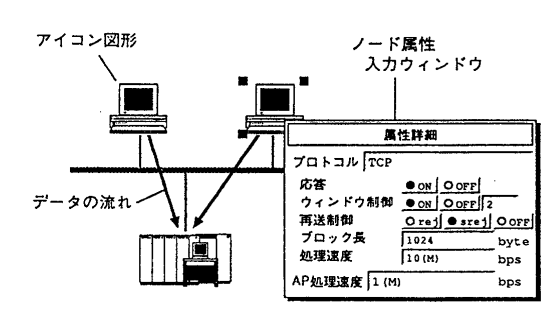 アイコン図形
ノード属性
入力ウィンドウ
属性詳細
プロトコル TCP
応答 ON OFF
ウィンドウ制御 ON OFF 2
再送制御 rej srej OFF
ブロック長 1024 byte
処理速度 10(M) bps
AP処理速度 1(M) bps
データの流れ